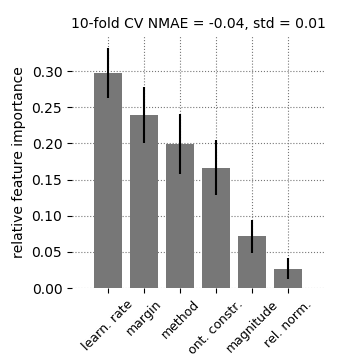 10-fold CV NMAE = -0.04, std = 0.01
relative feature importance
0.30
0.25
0.20
0.15
0.10
0.05
0.00
learn. rate
margin
method
ont. constr.
magnitude
rel. norm.